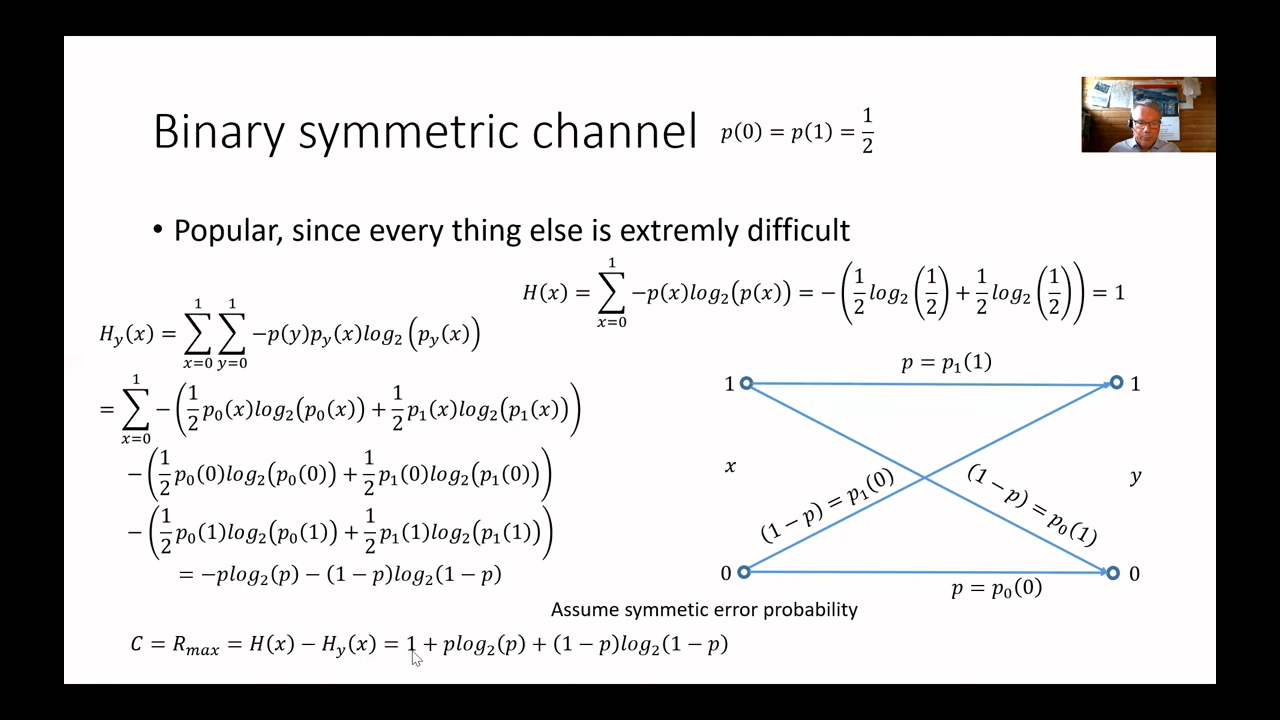 Binary symmetric channel p(0) = p(1) = 1/2
• Popular, since every thing else is extremly difficult
H(x) = ∑_{x=0}^{1} −p(x)log₂(p(x)) = −(1/2 log₂(1/2) + 1/2 log₂(1/2)) = 1
H_y(x) = ∑_{x=0}^{1} ∑_{y=0}^{1} −p(y)p_y(x)log₂(p_y(x))
= ∑_{x=0}^{1} −(1/2 p₀(x)log₂(p₀(x)) + 1/2 p₁(x)log₂(p₁(x)))
−(1/2 p₀(0)log₂(p₀(0)) + 1/2 p₁(0)log₂(p₁(0)))
−(1/2 p₀(1)log₂(p₀(1)) + 1/2 p₁(1)log₂(p₁(1)))
= −plog₂(p) − (1 − p)log₂(1 − p)
p = p₁(1)
1 1
x y
(1 − p) = p₁(0)
(1 − p) = p₀(1)
0 0
p = p₀(0)
Assume symmetic error probability
C = R_{max} = H(x) − H_y(x) = 1 + plog₂(p) + (1 − p)log₂(1 − p)